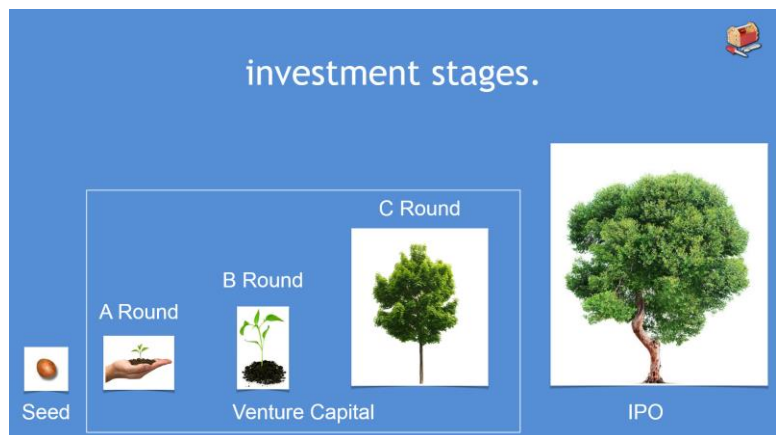 investment stages.
C Round
B Round
A Round
Seed
Venture Capital
IPO